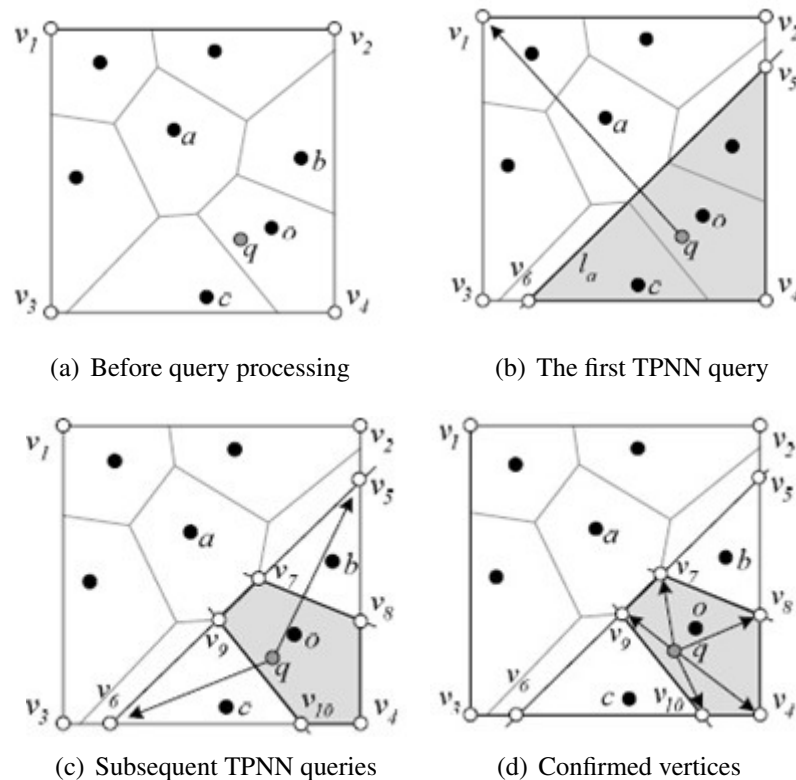 v1 v2
a
b
o
q
c
v3 v4
(a) Before query processing
v1 v2
v5
a
o
q
la
v6
c
v3 v4
(b) The first TPNN query
v1 v2
v5
a
b
v7
v8
o
v9
q
v6
c
v3 v10 v4
(c) Subsequent TPNN queries
v1 v2
v5
a
b
v7
o v8
v9
q
v6
c v10
v3 v4
(d) Confirmed vertices